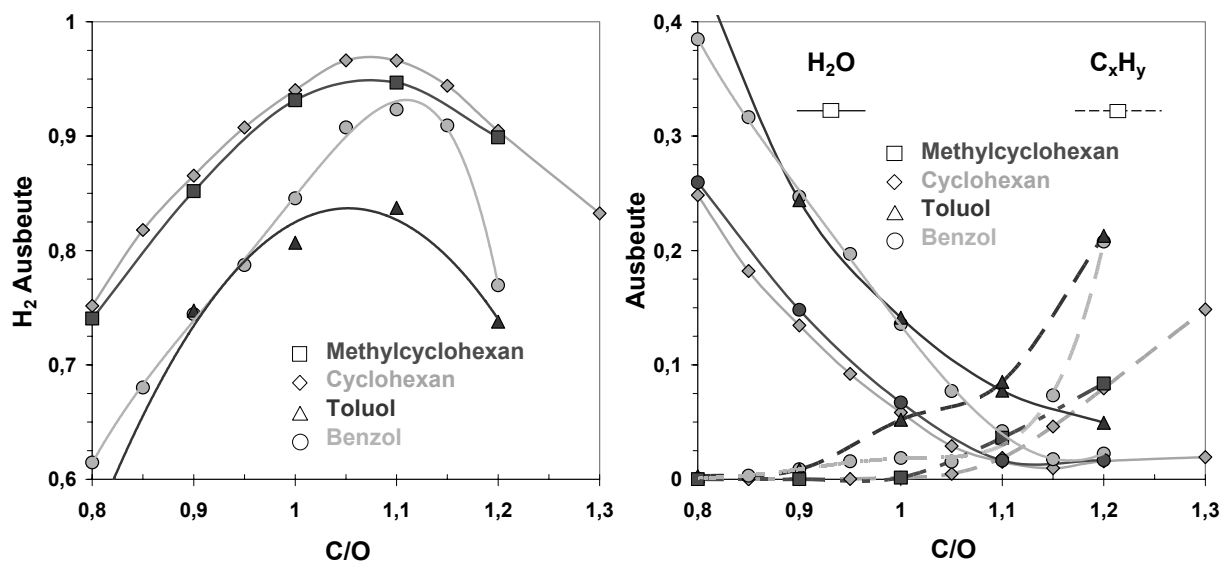 1
0,9
0,8
0,7
0,6
H₂ Ausbeute
0,8 0,9 1 1,1 1,2 1,3
C/O
Methylcyclohexan
Cyclohexan
Toluol
Benzol
0,4
0,3
0,2
0,1
0
Ausbeute
0,8 0,9 1 1,1 1,2 1,3
C/O
H₂O CₓHᵧ
Methylcyclohexan
Cyclohexan
Toluol
Benzol